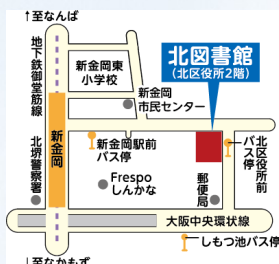 ↑至なんば
地下鉄御堂筋線
新金岡東
小学校
北図書館
(北区役所2階)
新金岡
市民センター
新金岡
新金岡駅前
バス停
北区役所前
バス停
北堺警察署
Frespo
しんかな
郵便局
大阪中央環状線
しもつ池バス停
↓至なかもず